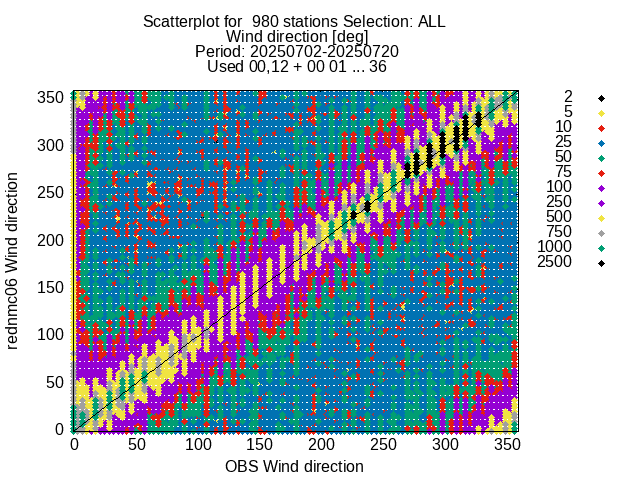 Scatterplot for  980 stations Selection: ALL
Wind direction [deg]
Period: 20250702-20250720
Used 00,12 + 00 01 ... 36
rednmc06 Wind direction
350
300
250
200
150
100
50
0
0 50 100 150 200 250 300 350
OBS Wind direction
2
5
10
25
50
75
100
250
500
750
1000
2500